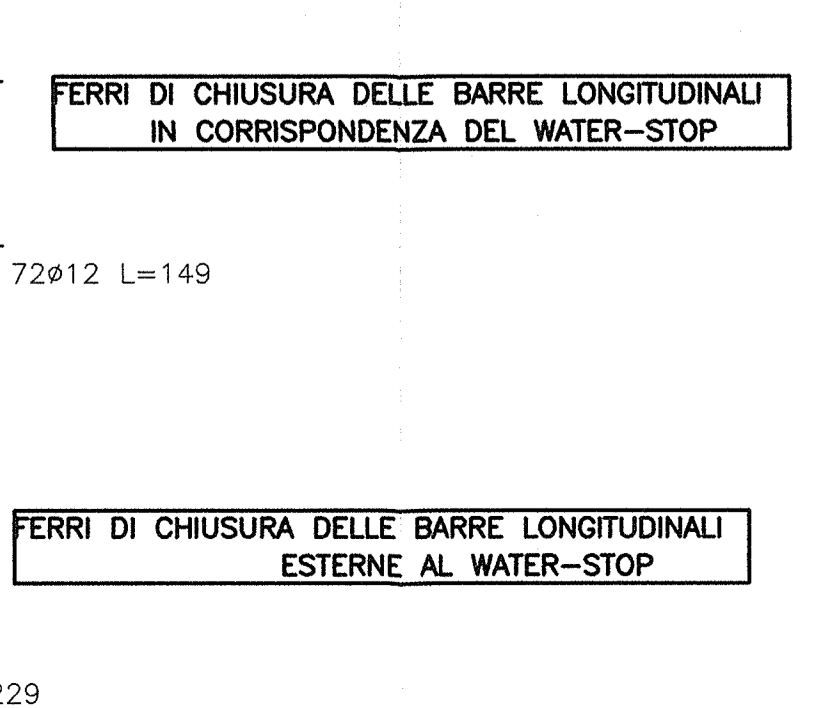 FERRI DI CHIUSURA DELLE BARRE LONGITUDINALI
IN CORRISPONDENZA DEL WATER-STOP
72ø12 L=149
FERRI DI CHIUSURA DELLE BARRE LONGITUDINALI
ESTERNE AL WATER-STOP
229